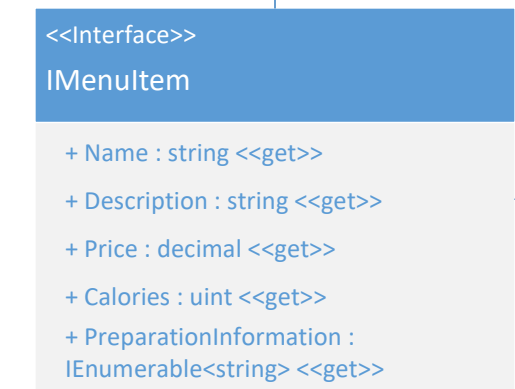 <<Interface>>
IMenuItem
+ Name : string <<get>>
+ Description : string <<get>>
+ Price : decimal <<get>>
+ Calories : uint <<get>>
+ PreparationInformation :
IEnumerable<string> <<get>>